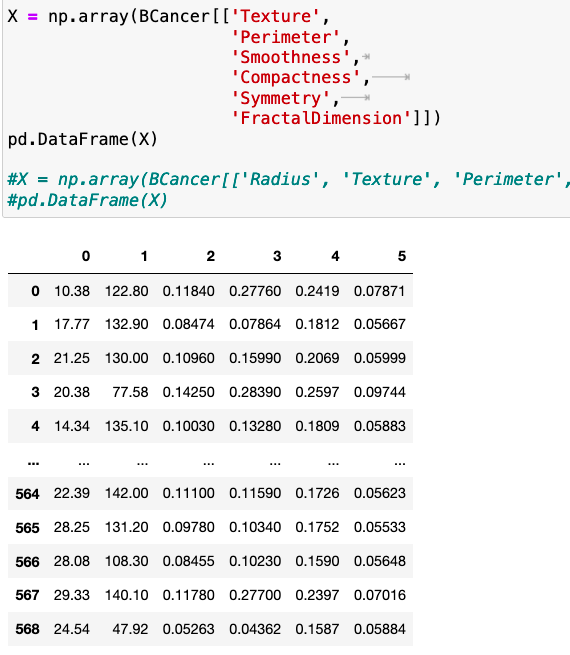 X = np.array(BCancer[['Texture',
'Perimeter',
'Smoothness',
'Compactness',
'Symmetry',
'FractalDimension']])
pd.DataFrame(X)
#X = np.array(BCancer[['Radius', 'Texture', 'Perimeter',
#pd.DataFrame(X)
0 1 2 3 4 5
0 10.38 122.80 0.11840 0.27760 0.2419 0.07871
1 17.77 132.90 0.08474 0.07864 0.1812 0.05667
2 21.25 130.00 0.10960 0.15990 0.2069 0.05999
3 20.38 77.58 0.14250 0.28390 0.2597 0.09744
4 14.34 135.10 0.10030 0.13280 0.1809 0.05883
... ... ... ... ... ... ...
564 22.39 142.00 0.11100 0.11590 0.1726 0.05623
565 28.25 131.20 0.09780 0.10340 0.1752 0.05533
566 28.08 108.30 0.08455 0.10230 0.1590 0.05648
567 29.33 140.10 0.11780 0.27700 0.2397 0.07016
568 24.54 47.92 0.05263 0.04362 0.1587 0.05884